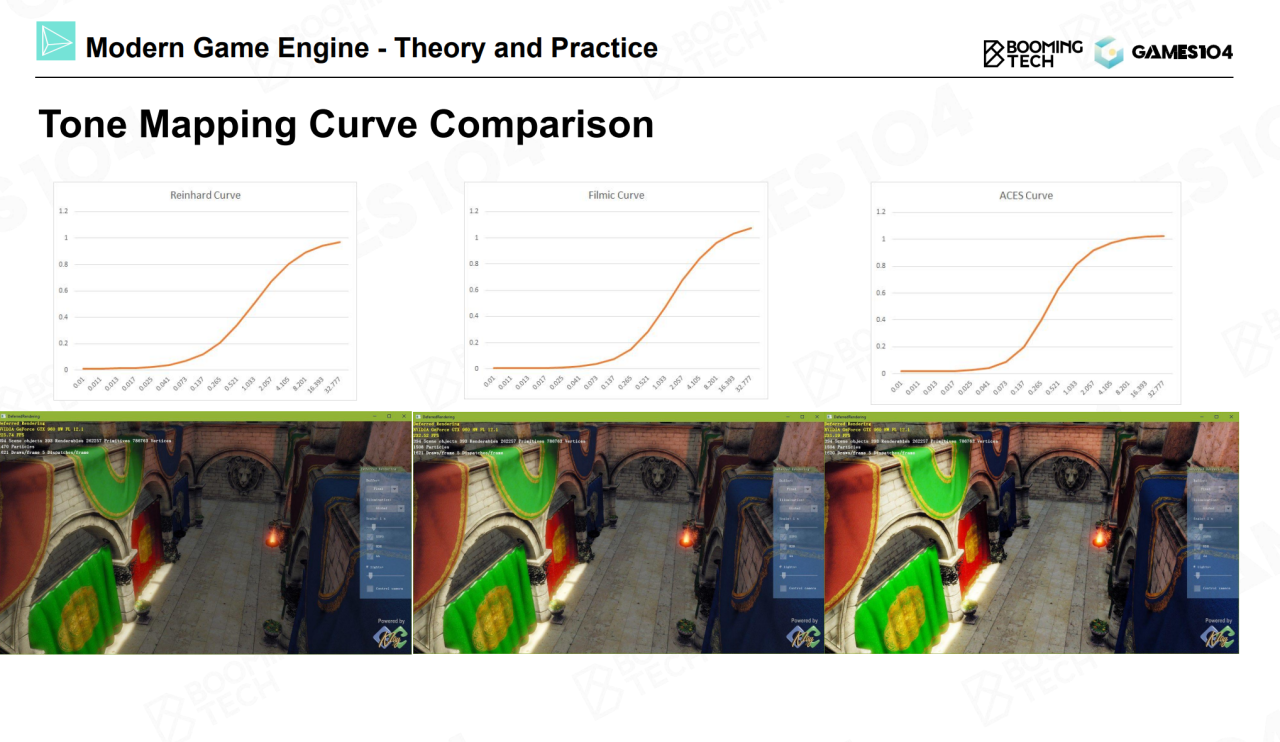 Modern Game Engine - Theory and Practice
BOOMING
TECH
GAMES104
Tone Mapping Curve Comparison
Reinhard Curve
1.2
1
0.8
0.6
0.4
0.2
0
0.01 0.011 0.013 0.017 0.025 0.041 0.073 0.137 0.265 0.521 1.033 2.057 4.105 8.201 16.393 32.777
Filmic Curve
1.2
1
0.8
0.6
0.4
0.2
0
0.01 0.011 0.013 0.017 0.025 0.041 0.073 0.137 0.265 0.521 1.033 2.057 4.105 8.201 16.393 32.777
ACES Curve
1.2
1
0.8
0.6
0.4
0.2
0
0.01 0.011 0.013 0.017 0.025 0.041 0.073 0.137 0.265 0.521 1.033 2.057 4.105 8.201 16.393 32.777
DeferredRendering
Deferred Rendering
Powered by
DeferredRendering
Deferred Rendering
Powered by
DeferredRendering
Deferred Rendering
Powered by